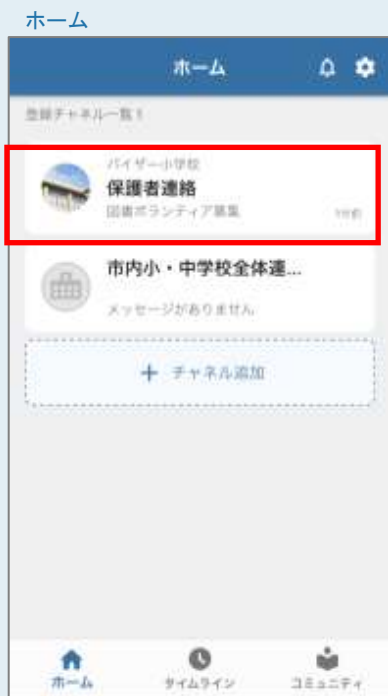 ホーム
ホーム
登録チャネル一覧
バイザー小学校
保護者連絡
図書ボランティア募集
市内小・中学校全体連...
メッセージがありません
+ チャネル追加
ホーム
タイムライン
コミュニティ